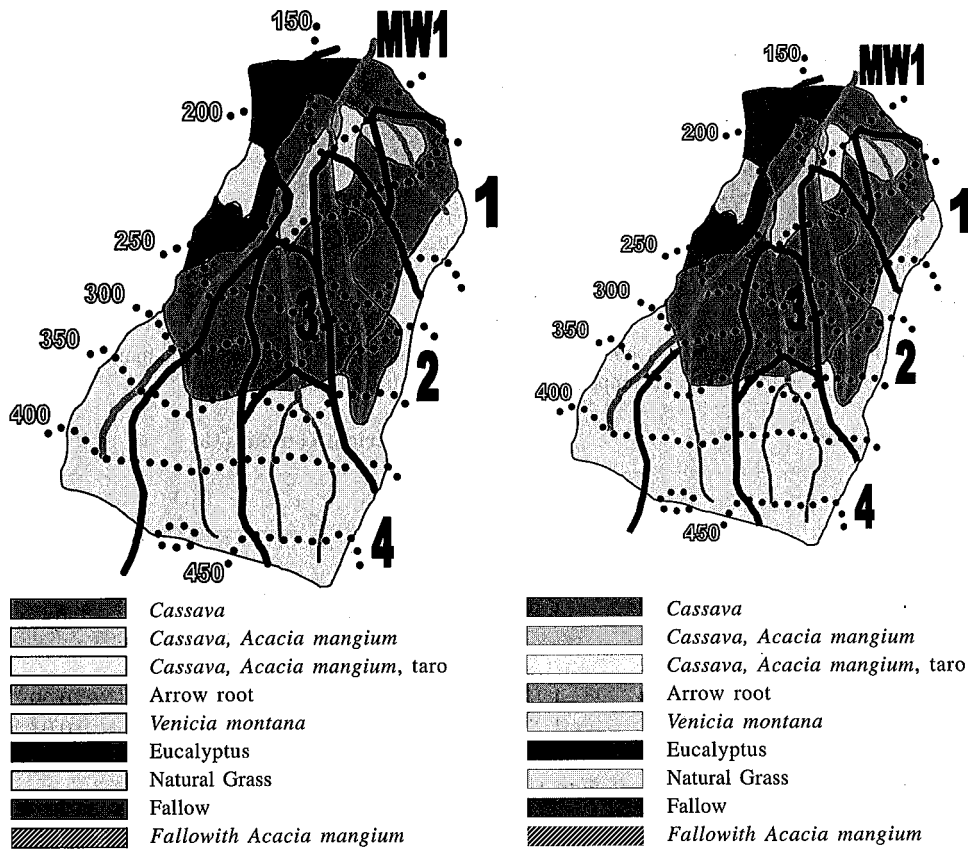 150
MW1
200
1
250
300
3
350
2
400
4
450
Cassava
Cassava, Acacia mangium
Cassava, Acacia mangium, taro
Arrow root
Venicia montana
Eucalyptus
Natural Grass
Fallow
Fallowith Acacia mangium
150
MW1
200
1
250
300
3
350
2
400
4
450
Cassava
Cassava, Acacia mangium
Cassava, Acacia mangium, taro
Arrow root
Venicia montana
Eucalyptus
Natural Grass
Fallow
Fallowith Acacia mangium